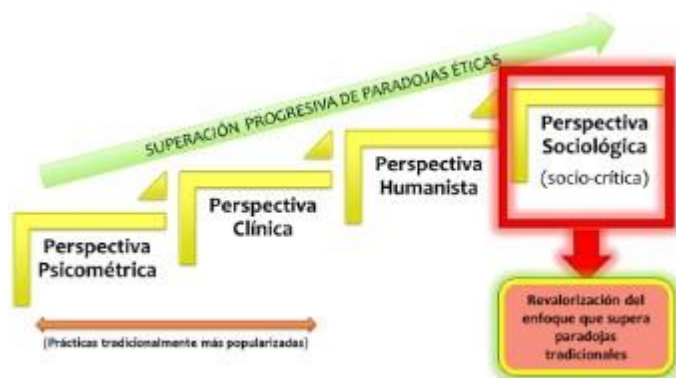 SUPERACIÓN PROGRESIVA DE PARADOJAS ÉTICAS
Perspectiva
Psicométrica
Perspectiva
Clínica
Perspectiva
Humanista
Perspectiva
Sociológica
(socio-crítica)
(Prácticas tradicionalmente más popularizadas)
Revalorización del
enfoque que supera
paradojas
tradicionales